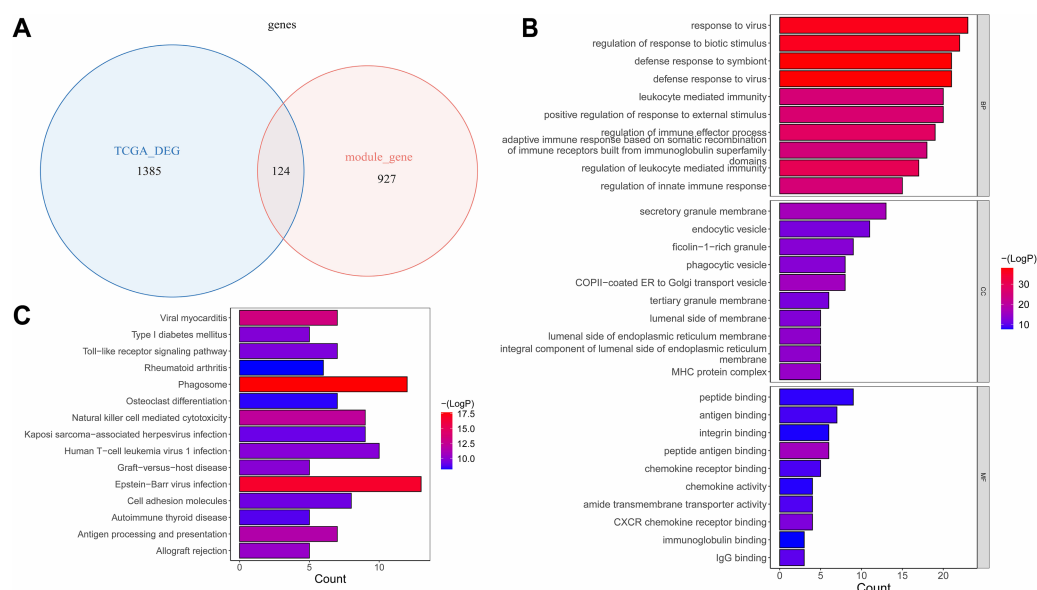 A
genes
TCGA_DEG
1385
124
module_gene
927
B
response to virus
regulation of response to biotic stimulus
defense response to symbiont
defense response to virus
leukocyte mediated immunity
positive regulation of response to external stimulus
regulation of immune effector process
adaptive immune response based on somatic recombination
of immune receptors built from immunoglobulin superfamily
domains
regulation of leukocyte mediated immunity
regulation of innate immune response
BP
secretory granule membrane
endocytic vesicle
ficolin−1−rich granule
phagocytic vesicle
COPII−coated ER to Golgi transport vesicle
tertiary granule membrane
lumenal side of membrane
lumenal side of endoplasmic reticulum membrane
integral component of lumenal side of endoplasmic reticulum
membrane
MHC protein complex
CC
peptide binding
antigen binding
integrin binding
peptide antigen binding
chemokine receptor binding
chemokine activity
amide transmembrane transporter activity
CXCR chemokine receptor binding
immunoglobulin binding
IgG binding
MF
0 5 10 15 20
Count
−(LogP)
30
20
10
C
Viral myocarditis
Type I diabetes mellitus
Toll−like receptor signaling pathway
Rheumatoid arthritis
Phagosome
Osteoclast differentiation
Natural killer cell mediated cytotoxicity
Kaposi sarcoma−associated herpesvirus infection
Human T−cell leukemia virus 1 infection
Graft−versus−host disease
Epstein−Barr virus infection
Cell adhesion molecules
Autoimmune thyroid disease
Antigen processing and presentation
Allograft rejection
0 5 10
Count
−(LogP)
17.5
15.0
12.5
10.0